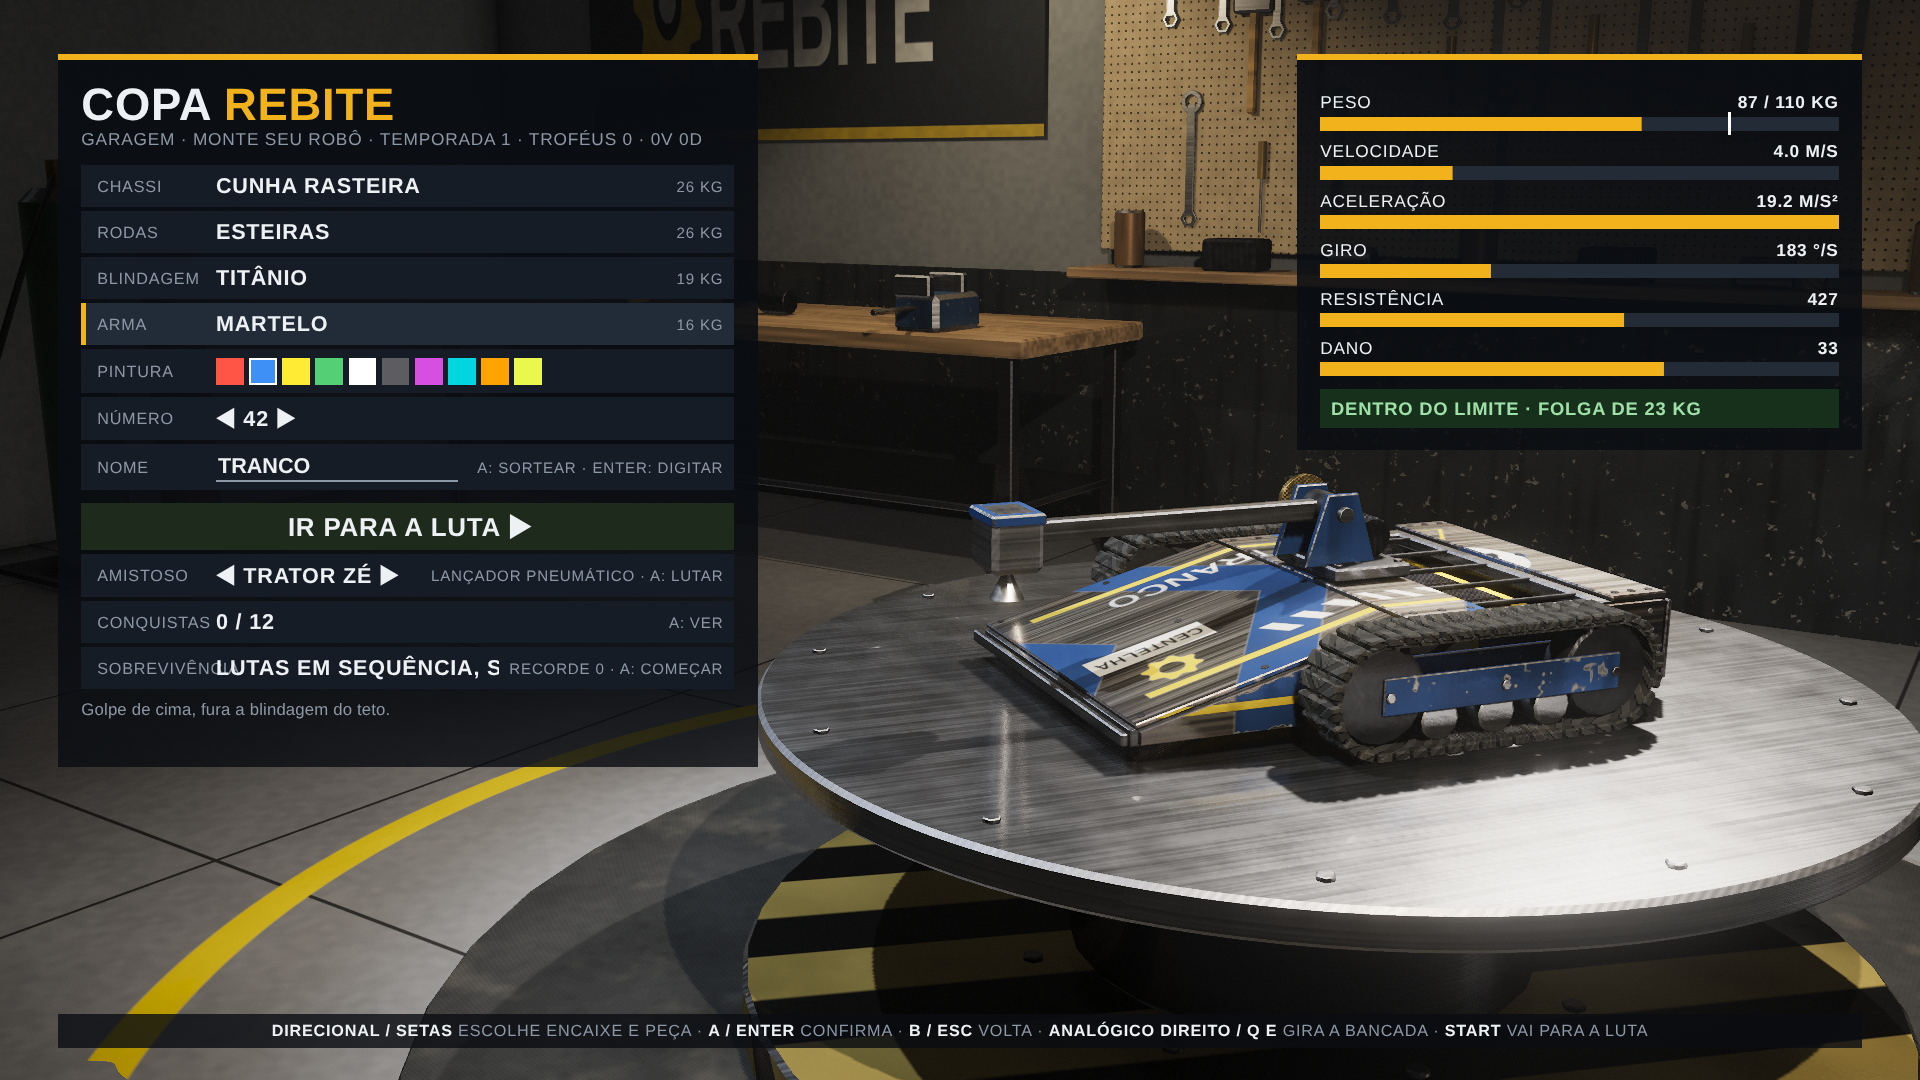 REBITE
COPA REBITE
GARAGEM · MONTE SEU ROBÔ · TEMPORADA 1 · TROFÉUS 0 · 0V 0D
CHASSI CUNHA RASTEIRA 26 KG
RODAS ESTEIRAS 26 KG
BLINDAGEM TITÂNIO 19 KG
ARMA MARTELO 16 KG
PINTURA
NÚMERO ◀ 42 ▶
NOME TRANCO A: SORTEAR · ENTER: DIGITAR
IR PARA A LUTA ▶
AMISTOSO ◀ TRATOR ZÉ ▶ LANÇADOR PNEUMÁTICO · A: LUTAR
CONQUISTAS 0 / 12 A: VER
SOBREVIVÊNCIA LUTAS EM SEQUÊNCIA, S RECORDE 0 · A: COMEÇAR
Golpe de cima, fura a blindagem do teto.
PESO 87 / 110 KG
VELOCIDADE 4.0 M/S
ACELERAÇÃO 19.2 M/S²
GIRO 183 °/S
RESISTÊNCIA 427
DANO 33
DENTRO DO LIMITE · FOLGA DE 23 KG
RANCO
CENTELHA
DIRECIONAL / SETAS ESCOLHE ENCAIXE E PEÇA · A / ENTER CONFIRMA · B / ESC VOLTA · ANALÓGICO DIREITO / Q E GIRA A BANCADA · START VAI PARA A LUTA